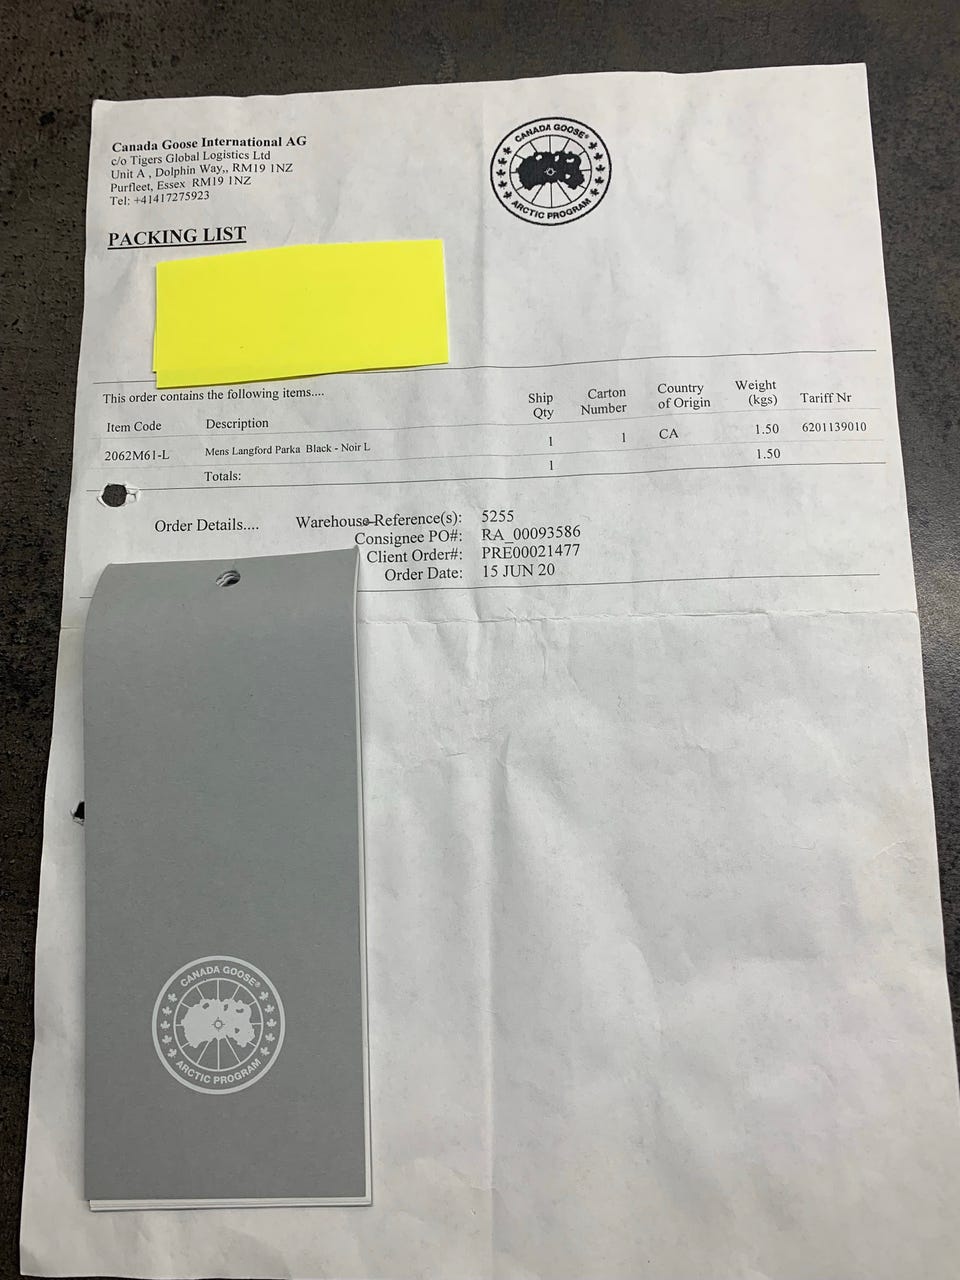 Canada Goose International AG
c/o Tigers Global Logistics Ltd
Unit A , Dolphin Way,, RM19 1NZ
Purfleet, Essex RM19 1NZ
Tel: +41417275923
CANADA GOOSE®
ARCTIC PROGRAM
PACKING LIST
This order contains the following items....
Item Code Description Ship Qty Carton Number Country of Origin Weight (kgs) Tariff Nr
2062M61-L Mens Langford Parka Black - Noir L 1 1 CA 1.50 6201139010
Totals: 1 1.50
Order Details.... Warehouse Reference(s): 5255
Consignee PO#: RA_00093586
Client Order#: PRE00021477
Order Date: 15 JUN 20
CANADA GOOSE®
ARCTIC PROGRAM